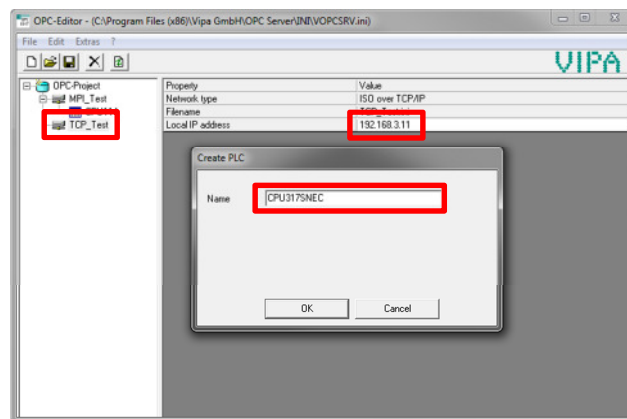 OPC-Editor - (C:\Program Files (x86)\Vipa GmbH\OPC Server\INI\VOPCSRV.ini)
File Edit Extras ?
VIPA
OPC-Project
MPI_Test
TCP_Test
Property Value
Network type ISO over TCP/IP
Filename
Local IP address 192.168.3.11
Create PLC
Name CPU317SNEC
OK Cancel